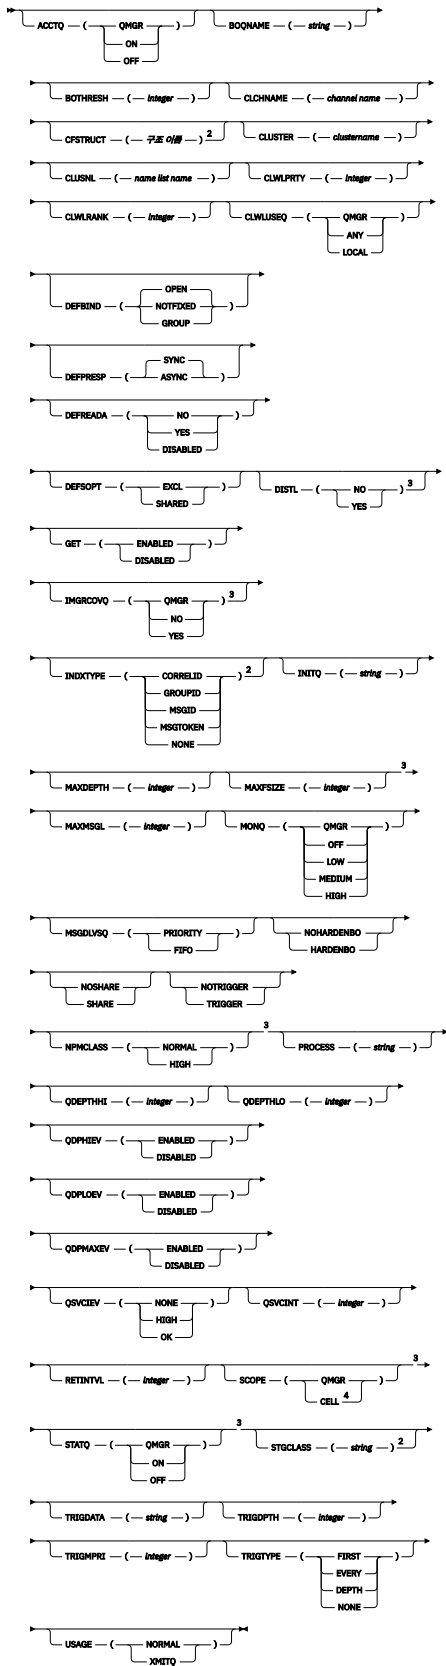 ACCTQ ( QMGR ) BOQNAME ( string )
ON
OFF
BOTHRESH ( integer ) CLCHNAME ( channel name )
CFSTRUCT ( 구조 이름 ) 2 CLUSTER ( clustername )
CLUSNL ( name list name ) CLWLPRTY ( integer )
CLWLRANK ( integer ) CLWLUSEQ ( QMGR )
ANY
LOCAL
OPEN
DEFBIND ( NOTFIXED )
GROUP
SYNC
DEFPRESP ( ASYNC )
DEFREADA ( NO )
YES
DISABLED
DEFSOPT ( EXCL ) DISTL ( NO ) 3
SHARED YES
GET ( ENABLED )
DISABLED
IMGRCOVQ ( QMGR ) 3
NO
YES
INDXTYPE ( CORRELID ) 2 INITQ ( string )
GROUPID
MSGID
MSGTOKEN
NONE
MAXDEPTH ( integer ) MAXFSIZE ( integer ) 3
MAXMSGL ( integer ) MONQ ( QMGR )
OFF
LOW
MEDIUM
HIGH
MSGDLVSQ ( PRIORITY ) NOHARDENBO
FIFO HARDENBO
NOSHARE NOTRIGGER
SHARE TRIGGER
NPMCLASS ( NORMAL ) 3 PROCESS ( string )
HIGH
QDEPTHHI ( integer ) QDEPTHLO ( integer )
QDPHIEV ( ENABLED )
DISABLED
QDPLOEV ( ENABLED )
DISABLED
QDPMAXEV ( ENABLED )
DISABLED
QSVCIEV ( NONE ) QSVCINT ( integer )
HIGH
OK
RETINTVL ( integer ) SCOPE ( QMGR ) 3
CELL 4
STATQ ( QMGR ) 3 STGCLASS ( string ) 2
ON
OFF
TRIGDATA ( string ) TRIGDPTH ( integer )
TRIGMPRI ( integer ) TRIGTYPE ( FIRST )
EVERY
DEPTH
NONE
USAGE ( NORMAL )
XMITQ